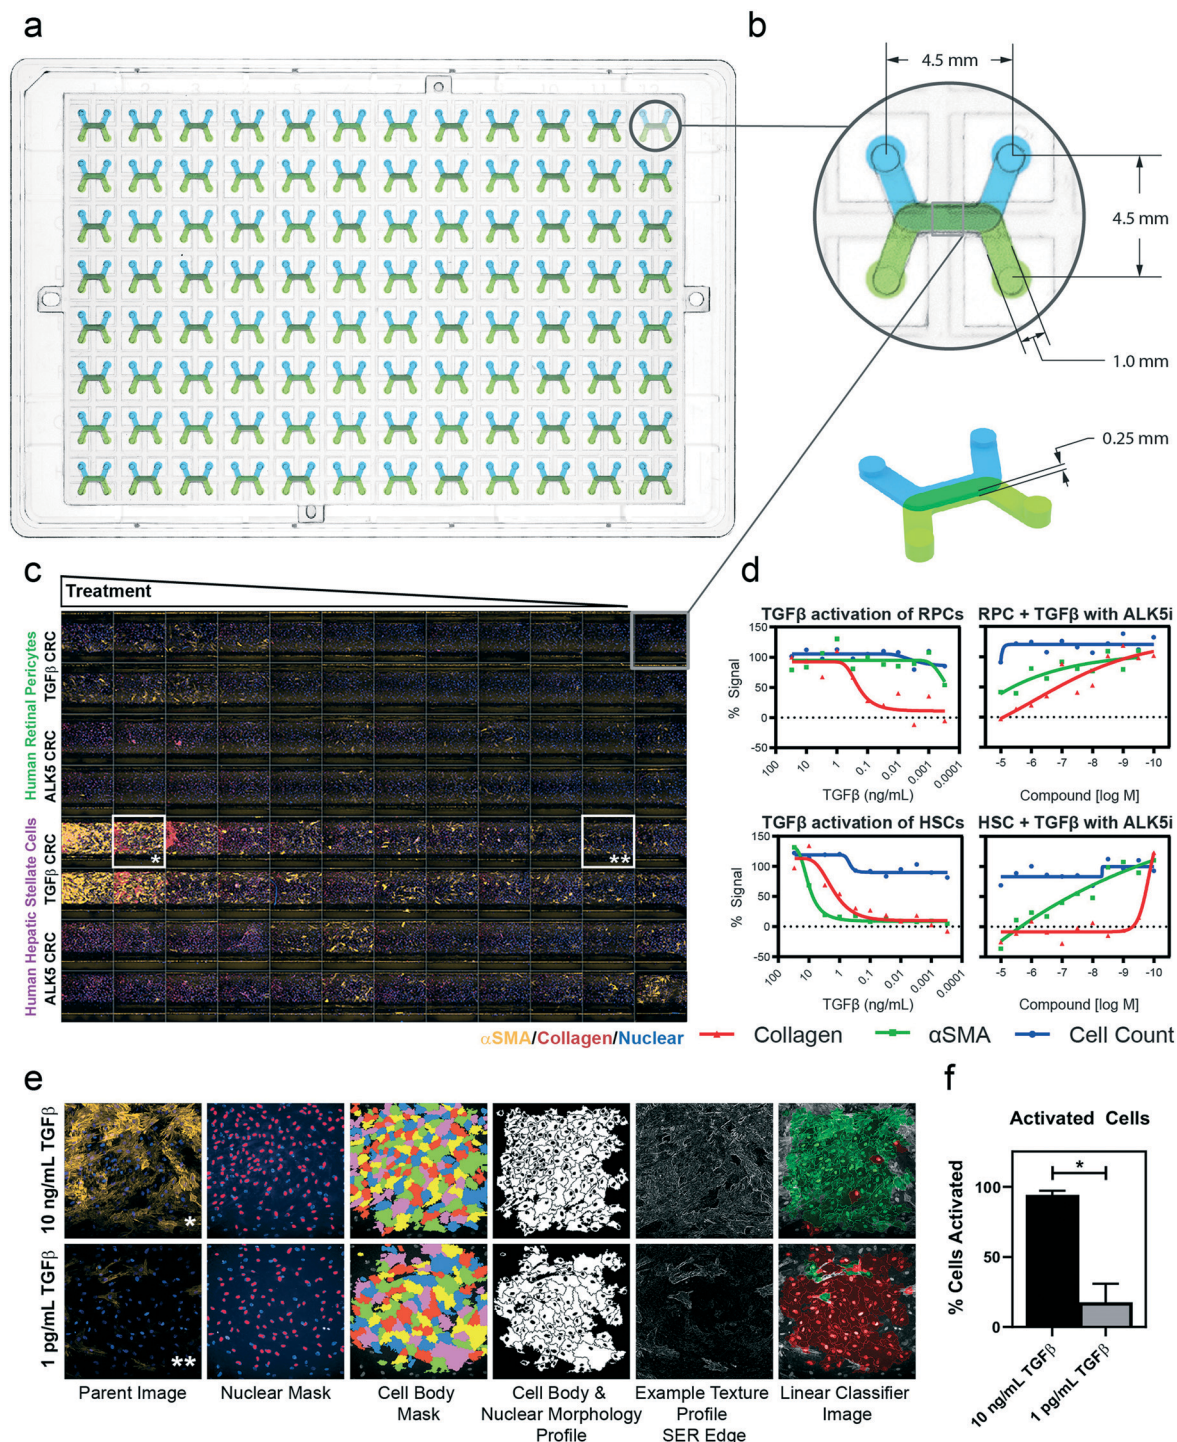 a
b
4.5 mm
4.5 mm
1.0 mm
0.25 mm
c
Treatment
Human Retinal Pericytes
TGFβ CRC
ALK5 CRC
Human Hepatic Stellate Cells
TGFβ CRC
ALK5 CRC
*
**
αSMA/Collagen/Nuclear
d
TGFβ activation of RPCs
% Signal
150
100
50
0
-50
100
10
1
0.1
0.01
0.001
0.0001
TGFβ (ng/mL)
RPC + TGFβ with ALK5i
-5
-6
-7
-8
-9
-10
Compound [log M]
TGFβ activation of HSCs
% Signal
150
100
50
0
-50
100
10
1
0.1
0.01
0.001
0.0001
TGFβ (ng/mL)
HSC + TGFβ with ALK5i
-5
-6
-7
-8
-9
-10
Compound [log M]
Collagen
αSMA
Cell Count
e
10 ng/mL TGFβ
*
1 pg/mL TGFβ
**
Parent Image
Nuclear Mask
Cell Body
Mask
Cell Body &
Nuclear Morphology
Profile
Example Texture
Profile
SER Edge
Linear Classifier
Image
f
Activated Cells
*
% Cells Activated
100
50
0
10 ng/mL TGFβ
1 pg/mL TGFβ